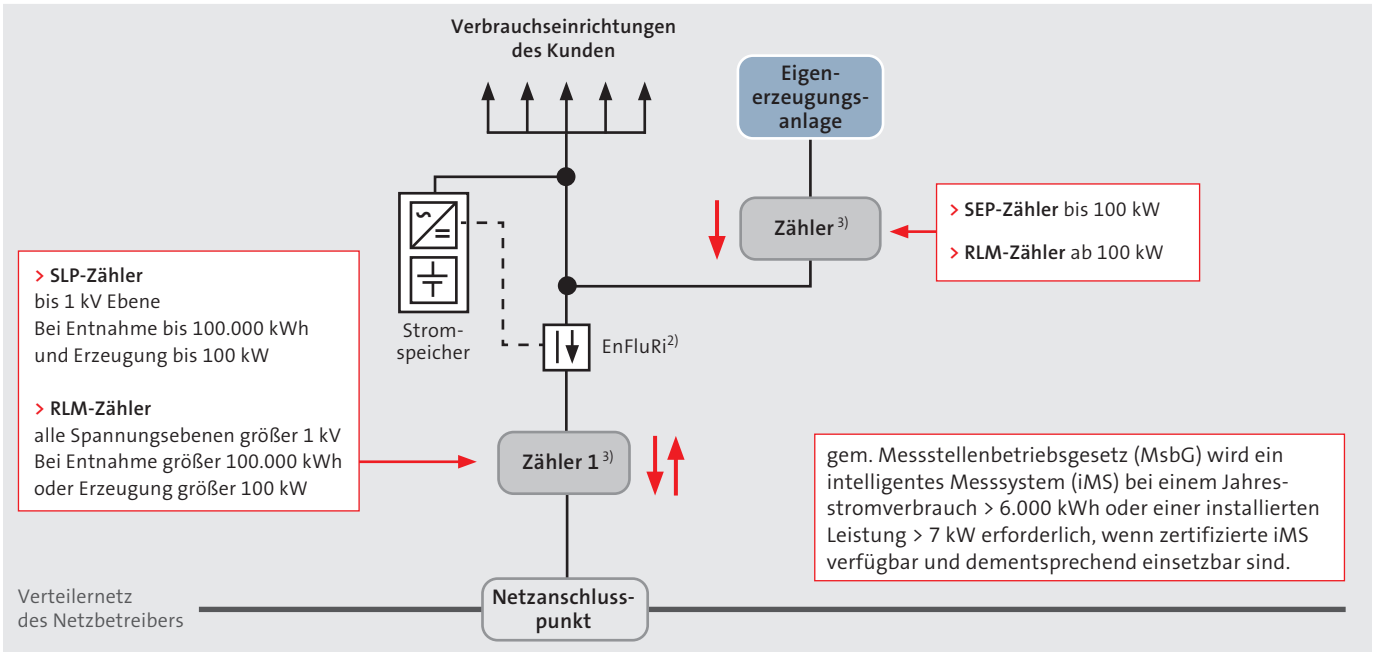 Verbrauchseinrichtungen
des Kunden
Eigen-
erzeugungs-
anlage
Zähler 3)
> SEP-Zähler bis 100 kW
> RLM-Zähler ab 100 kW
> SLP-Zähler
bis 1 kV Ebene
Bei Entnahme bis 100.000 kWh
und Erzeugung bis 100 kW
> RLM-Zähler
alle Spannungsebenen größer 1 kV
Bei Entnahme größer 100.000 kWh
oder Erzeugung größer 100 kW
Strom-
speicher
EnFluRi2)
Zähler 1 3)
gem. Messstellenbetriebsgesetz (MsbG) wird ein
intelligentes Messsystem (iMS) bei einem Jahres-
stromverbrauch > 6.000 kWh oder einer installierten
Leistung > 7 kW erforderlich, wenn zertifizierte iMS
verfügbar und dementsprechend einsetzbar sind.
Verteilernetz
des Netzbetreibers
Netzanschluss-
punkt